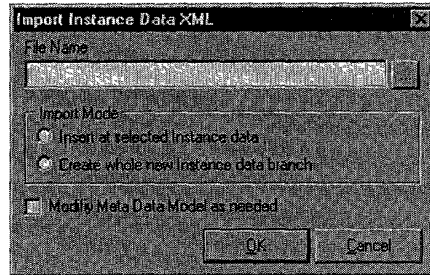 Import Instance Data XML
File Name
Import Mode
Insert at selected Instance data
Create whole new Instance data branch
Modify Meta Data Model as needed
OK
Cancel